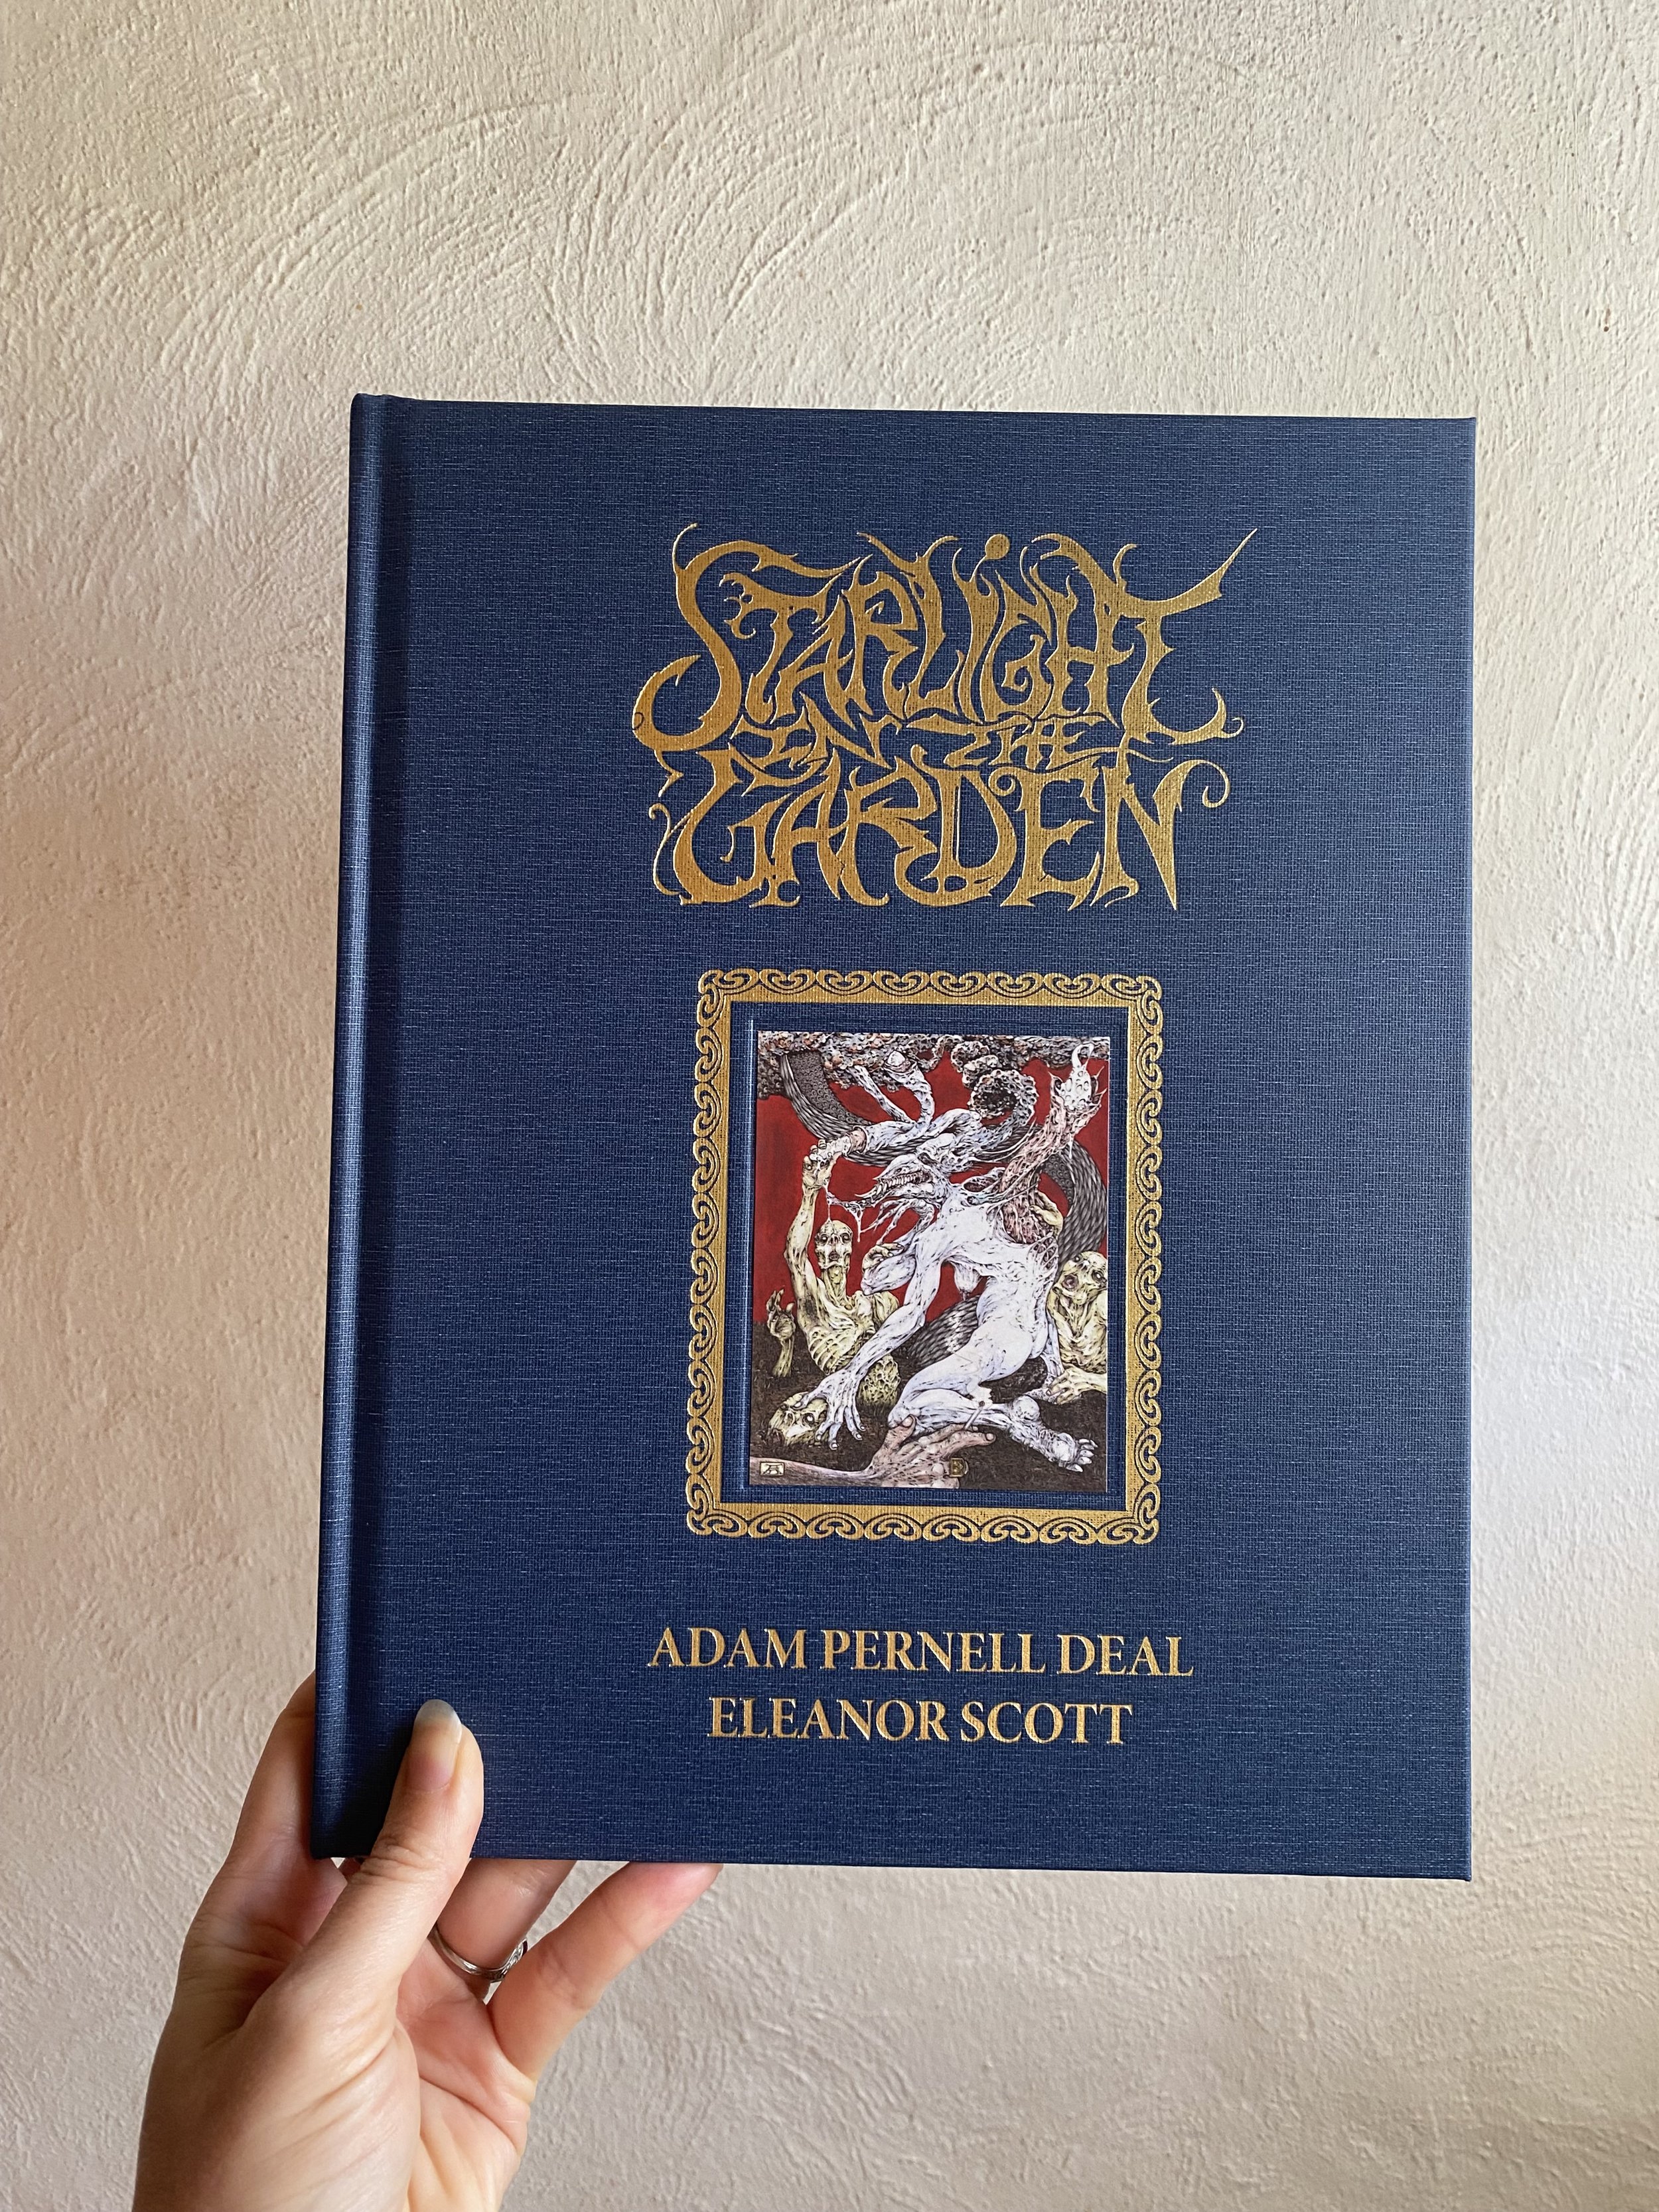 STARLIGHT
IN THE
GARDEN
ADAM PERNELL DEAL
ELEANOR SCOTT